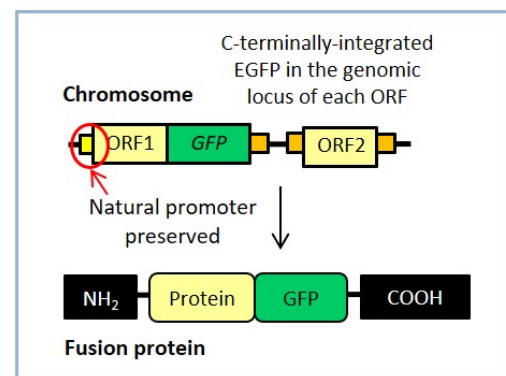 C-terminally-integrated
EGFP in the genomic
locus of each ORF
Chromosome
ORF1 GFP ORF2
Natural promoter
preserved
NH₂ Protein GFP COOH
Fusion protein